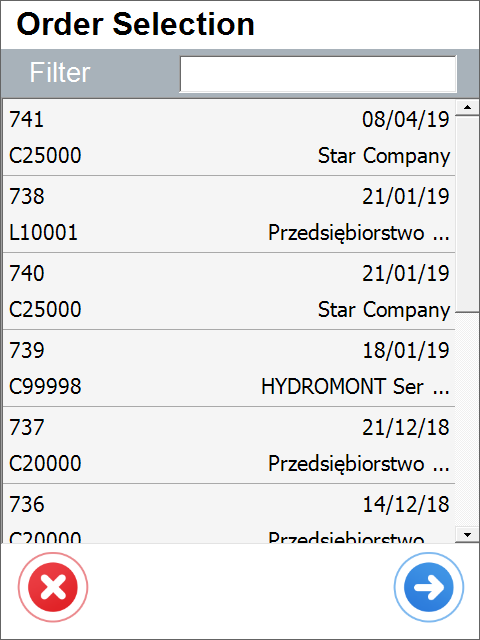 Order Selection
Filter
741 08/04/19
C25000 Star Company
738 21/01/19
L10001 Przedsiębiorstwo ...
740 21/01/19
C25000 Star Company
739 18/01/19
C99998 HYDROMONT Ser ...
737 21/12/18
C20000 Przedsiębiorstwo ...
736 14/12/18
C20000 Przedsiębiorstwo ...